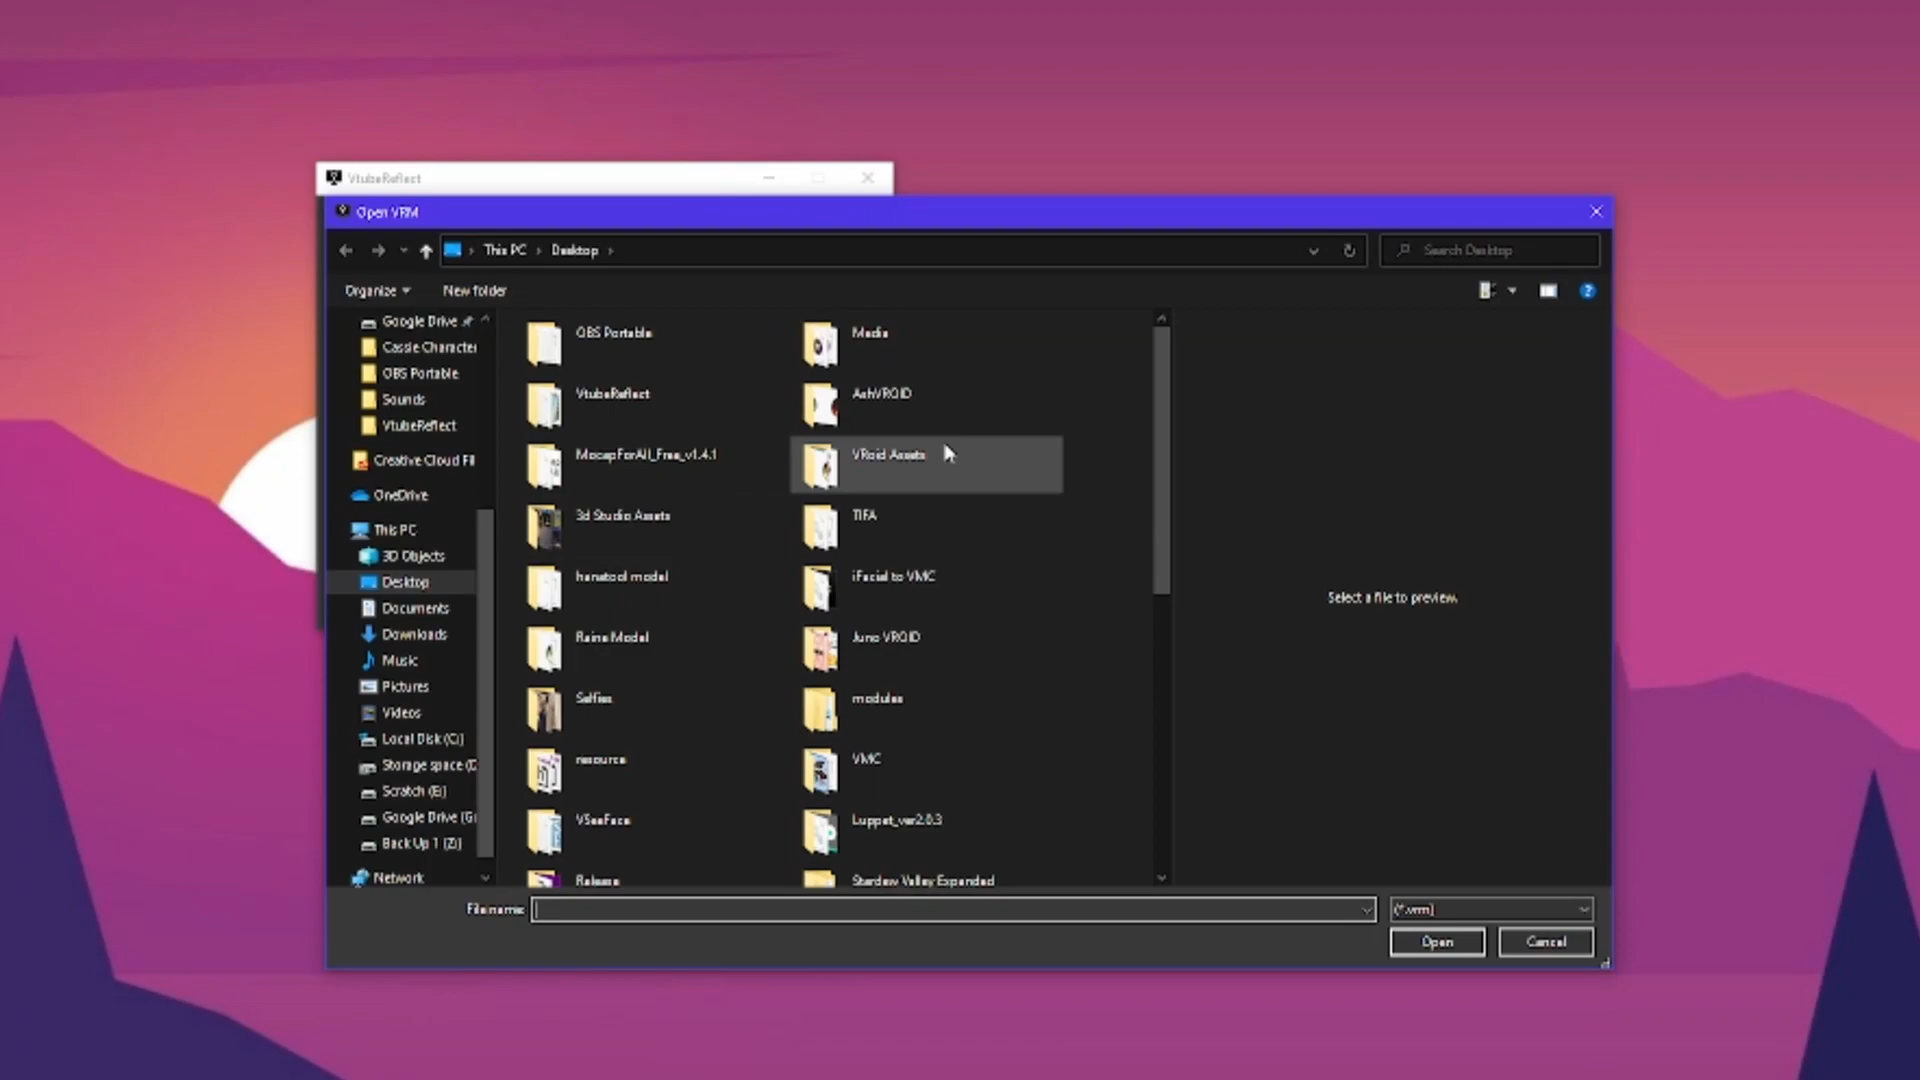 VtubeReflect
Open VRM
This PC > Desktop >
Search Desktop
Organize
New folder
Google Drive
Cassie Character
OBS Portable
Sounds
VtubeReflect
Creative Cloud Fil
OneDrive
This PC
3D Objects
Desktop
Documents
Downloads
Music
Pictures
Videos
Local Disk (C:)
Storage space (D
Scratch (E:)
Google Drive (G:
Back Up 1 (Z:)
Network
OBS Portable
Media
VtubeReflect
AshVROID
MocapForAll_Free_v1.4.1
VRoid Assets
3d Studio Assets
TIFA
hanatool model
iFacial to VMC
Raine Model
Juno VROID
Selfies
modules
resource
VMC
VSeeFace
Luppet_ver2.0.3
Release
Stardew Valley Expanded
Select a file to preview.
File name:
(*.vrm)
Open
Cancel